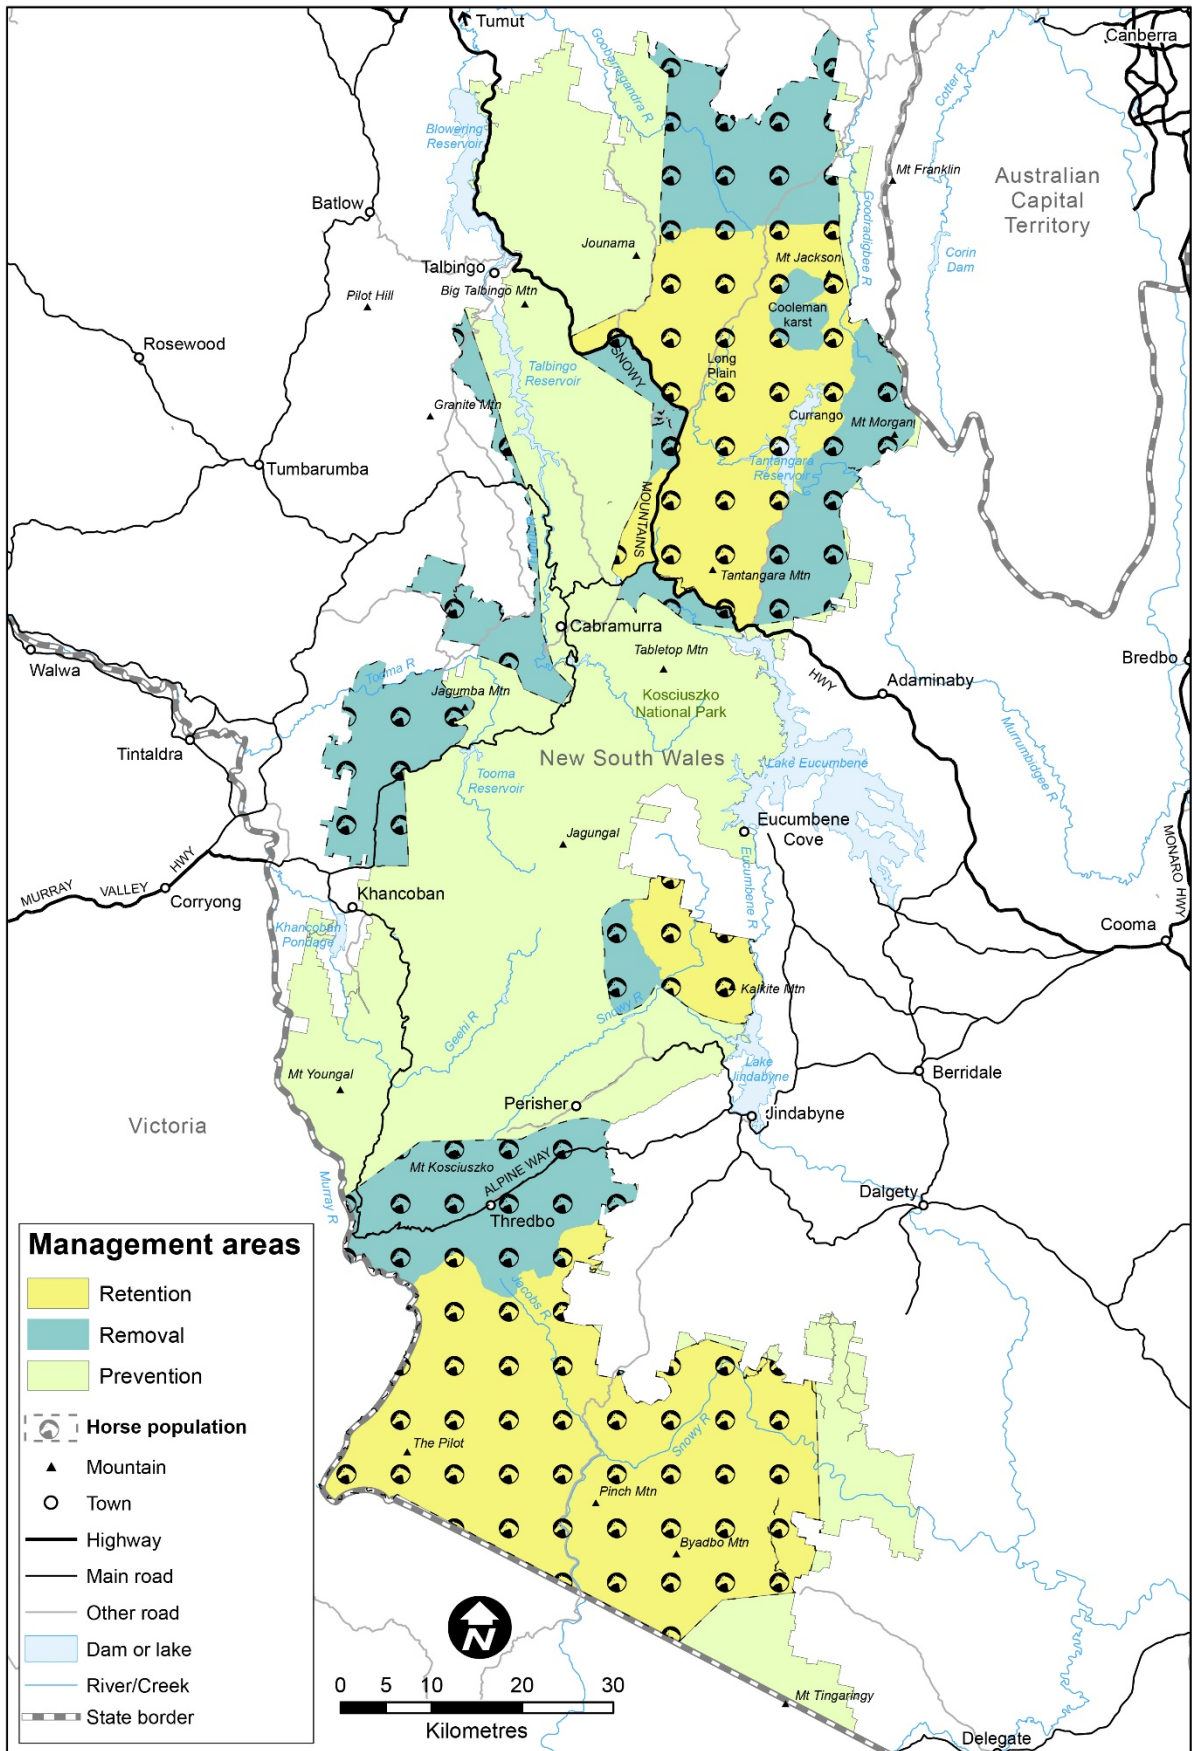 Tumut
Canberra
Goobarragandra R
Cotter R
Blowering
Reservoir
Mt Franklin
Australian
Capital
Territory
Batlow
Goodradigbee R
Jounama
Corin
Dam
Talbingo
Mt Jackson
Big Talbingo Mtn
Pilot Hill
Cooleman
karst
Rosewood
SNOWY
Long
Plain
Talbingo
Reservoir
Granite Mtn
Currango
Mt Morgan
Tumbarumba
Tantangara
Reservoir
MOUNTAINS
Tantangara Mtn
Cabramurra
Walwa
Tooma R
Tabletop Mtn
Bredbo
HWY
Adaminaby
Jagumba Mtn
Kosciuszko
National Park
Murrumbidgee R
Tintaldra
New South Wales
Lake Eucumbene
Tooma
Reservoir
Jagungal
Eucumbene
Cove
MONARO HWY
Eucumbene R
MURRAY
VALLEY
HWY
Corryong
Khancoban
Khancoban
Pondage
Cooma
Kalkite Mtn
Snowy R
Geehi R
Mt Youngal
Lake
Jindabyne
Berridale
Perisher
Jindabyne
Victoria
Mt Kosciuszko
ALPINE WAY
Murray R
Thredbo
Dalgety
Jacobs R
Snowy R
The Pilot
Pinch Mtn
Byadbo Mtn
Mt Tingaringy
Delegate
Management areas
Retention
Removal
Prevention
Horse population
Mountain
Town
Highway
Main road
Other road
Dam or lake
River/Creek
State border
N
0 5 10 20 30
Kilometres